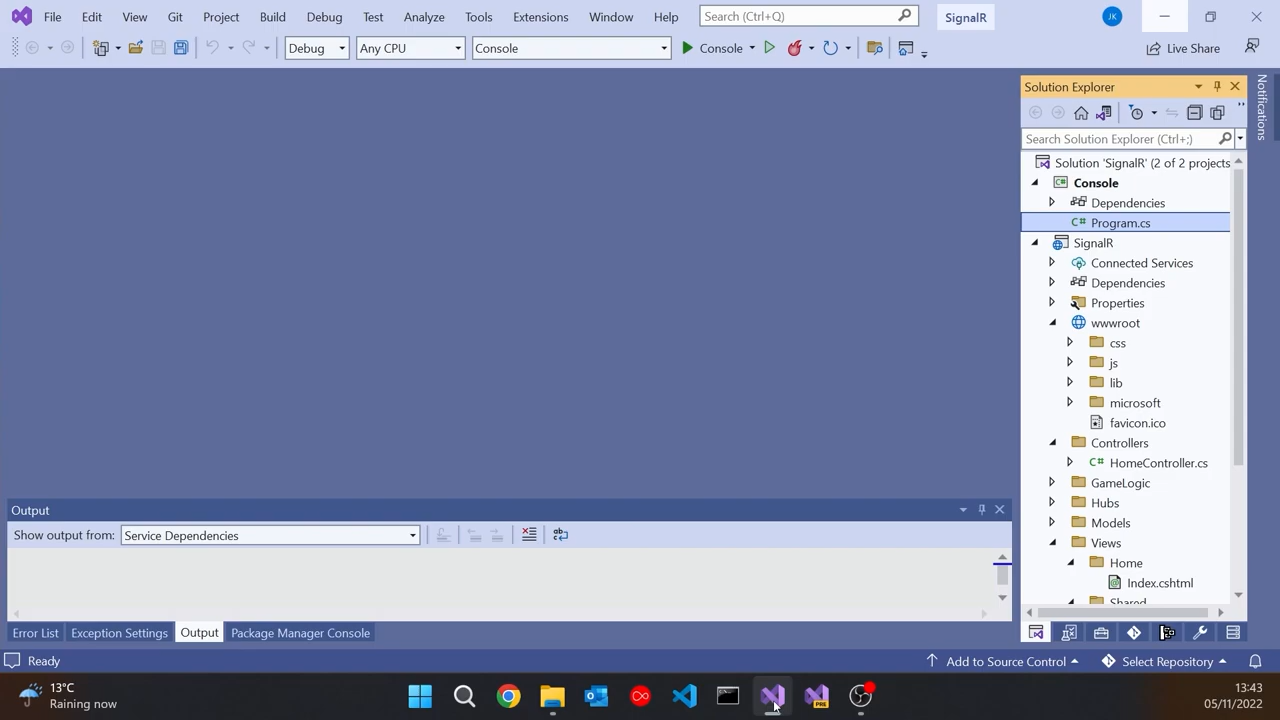 File Edit View Git Project Build Debug Test Analyze Tools Extensions Window Help Search (Ctrl+Q) SignalR JK
Debug Any CPU Console Console Live Share
Solution Explorer
Notifications
Search Solution Explorer (Ctrl+;)
Solution 'SignalR' (2 of 2 projects
C# Console
Dependencies
C# Program.cs
SignalR
Connected Services
Dependencies
Properties
wwwroot
css
js
lib
microsoft
favicon.ico
Controllers
C# HomeController.cs
GameLogic
Hubs
Models
Views
Home
Index.cshtml
Shared
Output
Show output from: Service Dependencies
Error List Exception Settings Output Package Manager Console
Ready Add to Source Control Select Repository
13°C
Raining now
PRE
13:43
05/11/2022